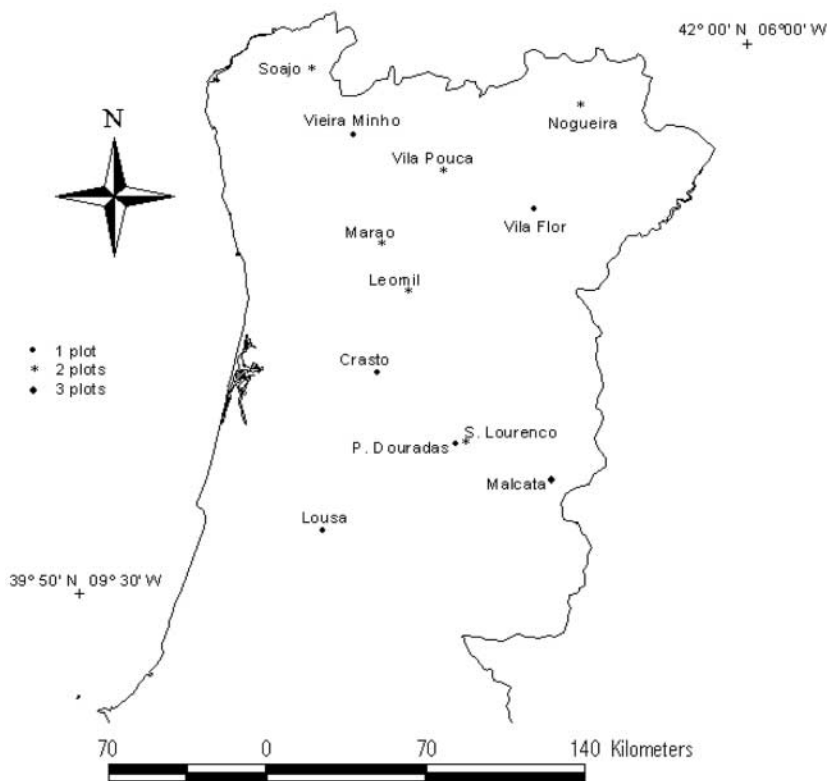 42° 00' N 06° 00' W
Soajo
N
Vieira Minho
Nogueira
Vila Pouca
Vila Flor
Marao
Leomil
1 plot
2 plots
3 plots
Crasto
S. Lourenco
P. Douradas
Malcata
Lousa
39° 50' N 09° 30' W
70 0 70 140 Kilometers